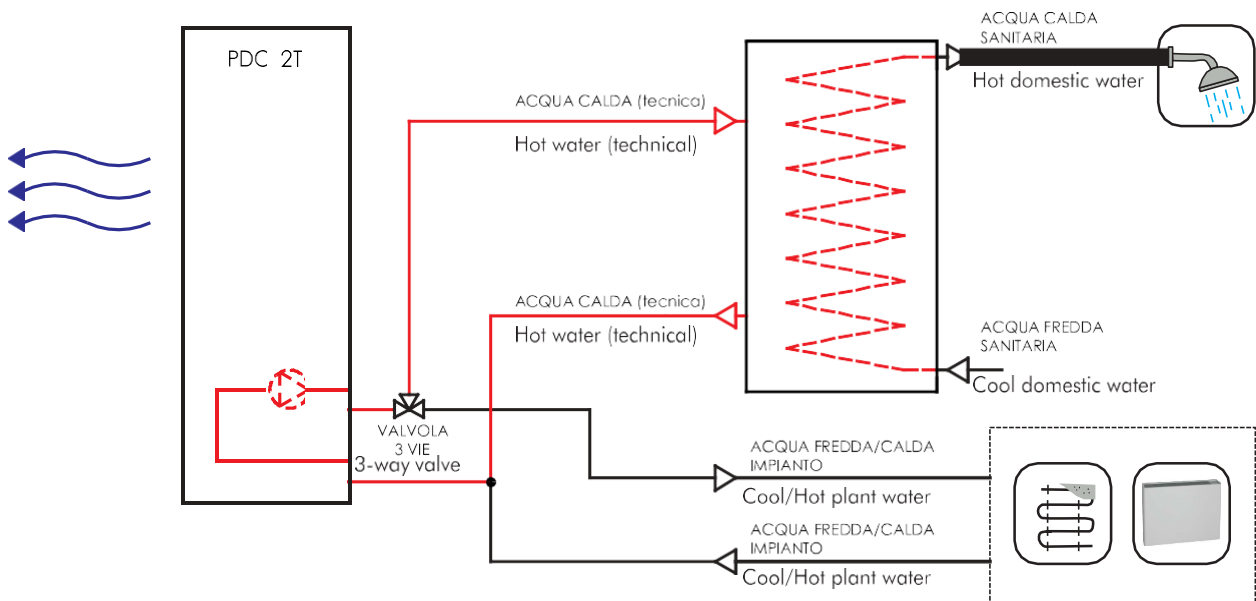 PDC 2T
ACQUA CALDA
SANITARIA
Hot domestic water
ACQUA CALDA (tecnica)
Hot water (technical)
ACQUA CALDA (tecnica)
Hot water (technical)
ACQUA FREDDA
SANITARIA
Cool domestic water
VALVOLA
3 VIE
3-way valve
ACQUA FREDDA/CALDA
IMPIANTO
Cool/Hot plant water
ACQUA FREDDA/CALDA
IMPIANTO
Cool/Hot plant water